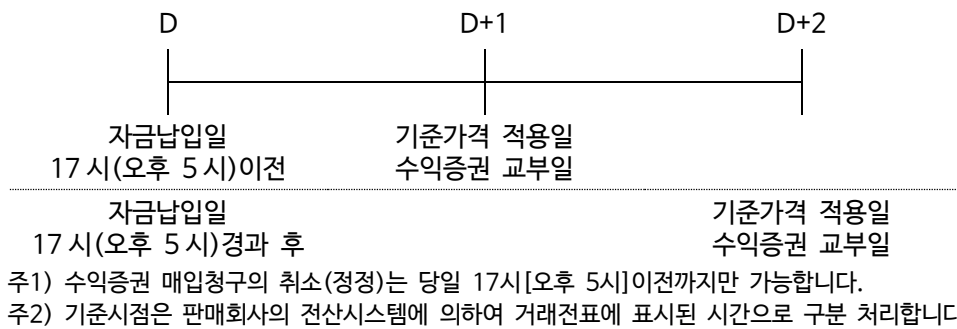 D D+1 D+2
자금납입일 기준가격 적용일
17 시(오후 5 시)이전 수익증권 교부일
자금납입일 기준가격 적용일
17 시(오후 5 시)경과 후 수익증권 교부일
주1) 수익증권 매입청구의 취소(정정)는 당일 17시[오후 5시]이전까지만 가능합니다.
주2) 기준시점은 판매회사의 전산시스템에 의하여 거래전표에 표시된 시간으로 구분 처리합니다